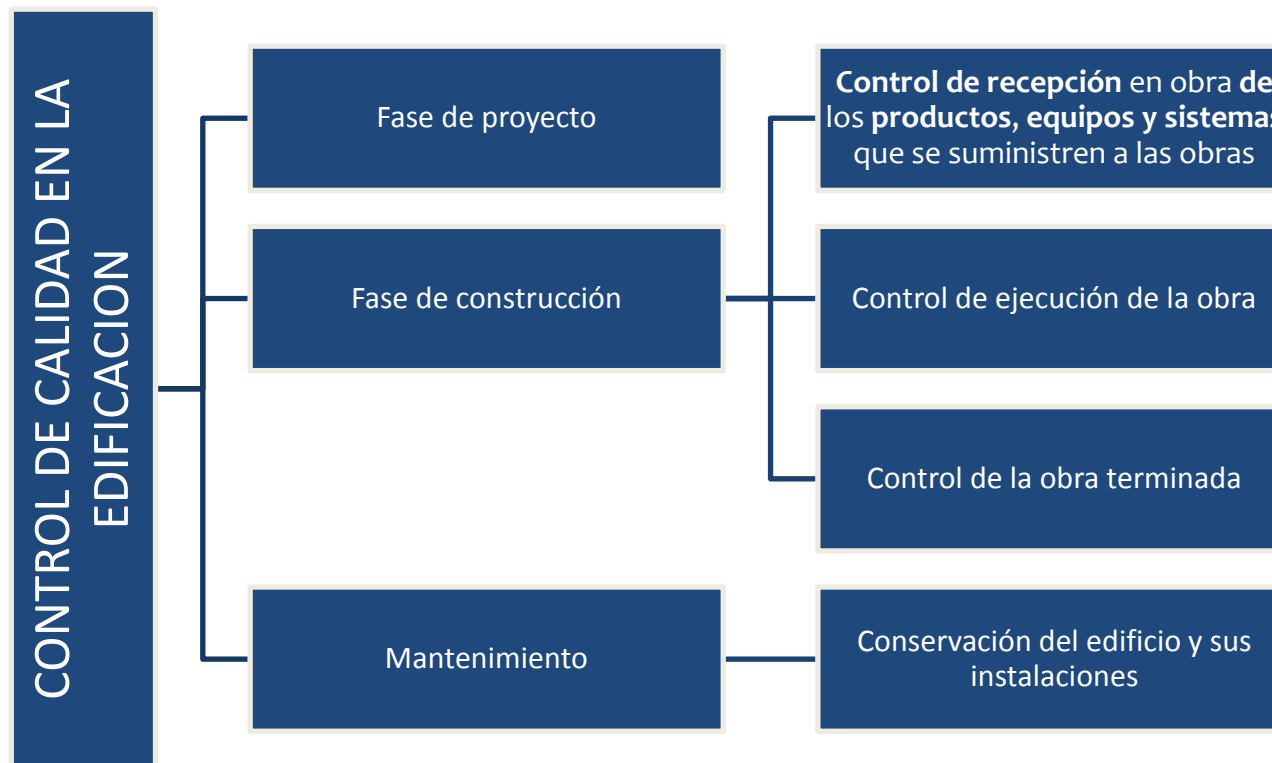 CONTROL DE CALIDAD EN LA
EDIFICACION
Fase de proyecto
Control de recepción en obra de
los productos, equipos y sistemas
que se suministren a las obras
Fase de construcción
Control de ejecución de la obra
Control de la obra terminada
Mantenimiento
Conservación del edificio y sus
instalaciones